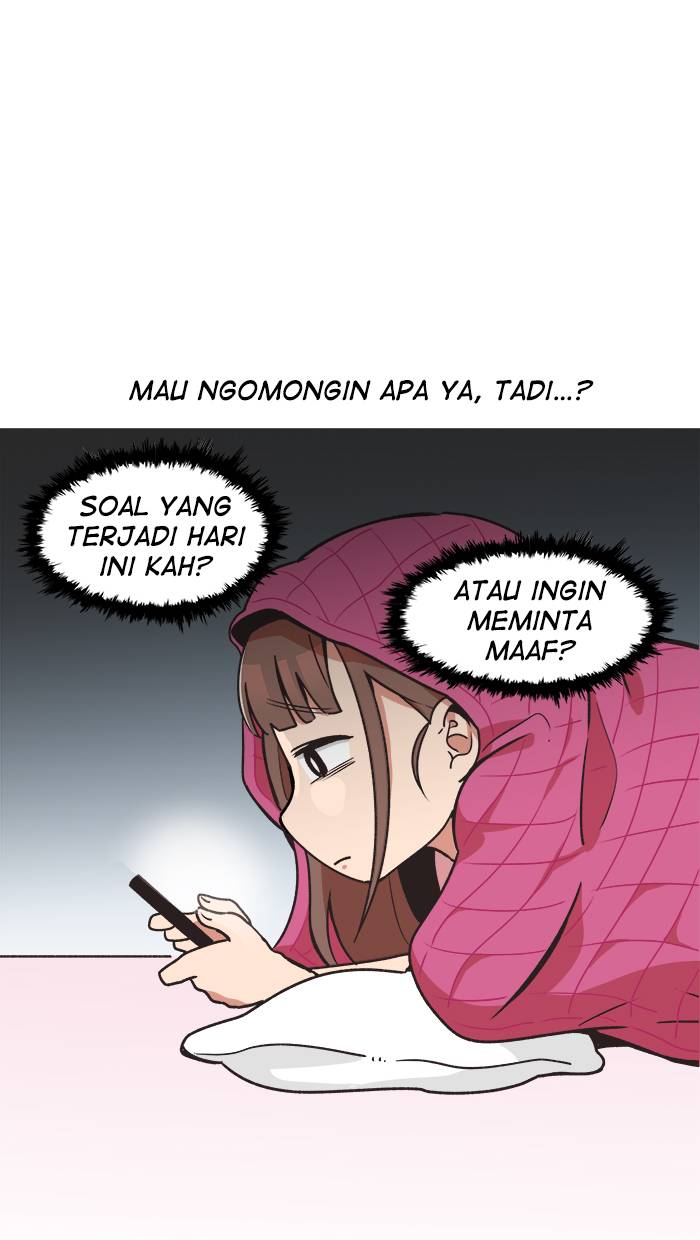 MAU NGOMONGIN APA YA, TADI...?
SOAL YANG
TERJADI HARI
INI KAH?
ATAU INGIN
MEMINTA
MAAF?